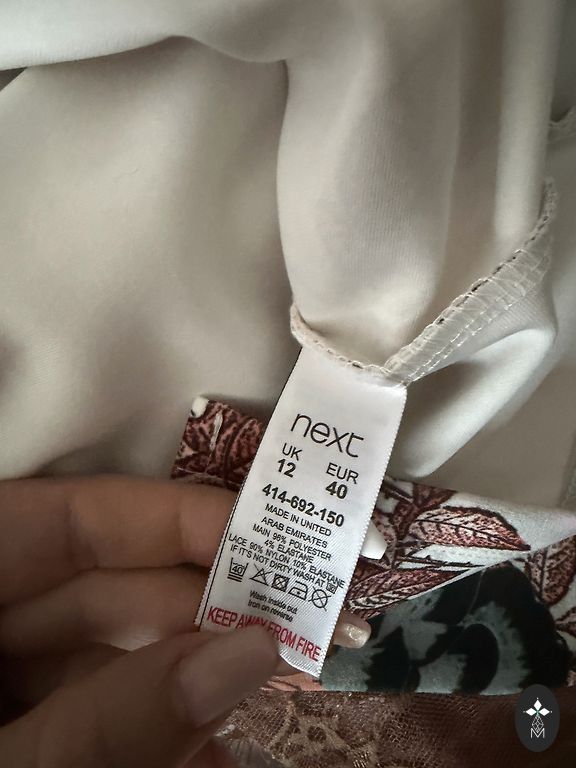 next
UK EUR
12 40
414-692-150
MADE IN UNITED
ARAB EMIRATES
MAIN 96% POLYESTER
4% ELASTANE
LACE 90% NYLON, 10% ELASTANE
IF IT'S NOT DIRTY WASH AT 30
40
Wash inside out
Iron on reverse
KEEP AWAY FROM FIRE
M